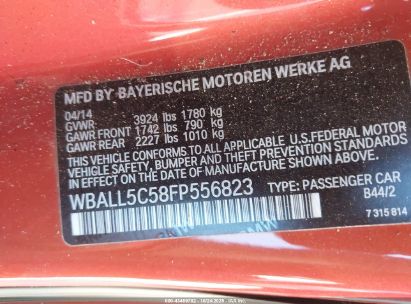 MFD BY BAYERISCHE MOTOREN WERKE AG
04/14
GVWR: 3924 lbs 1780 kg
GAWR FRONT 1742 lbs 790 kg
GAWR REAR 2227 lbs 1010 kg
THIS VEHICLE CONFORMS TO ALL APPLICABLE U.S.FEDERAL MOTOR
VEHICLE SAFETY, BUMPER AND THEFT PREVENTION STANDARDS
IN EFFECT ON THE DATE OF MANUFACTURE SHOWN ABOVE.
WBALL5C58FP556823 TYPE: PASSENGER CAR
B44/2
7 315 814